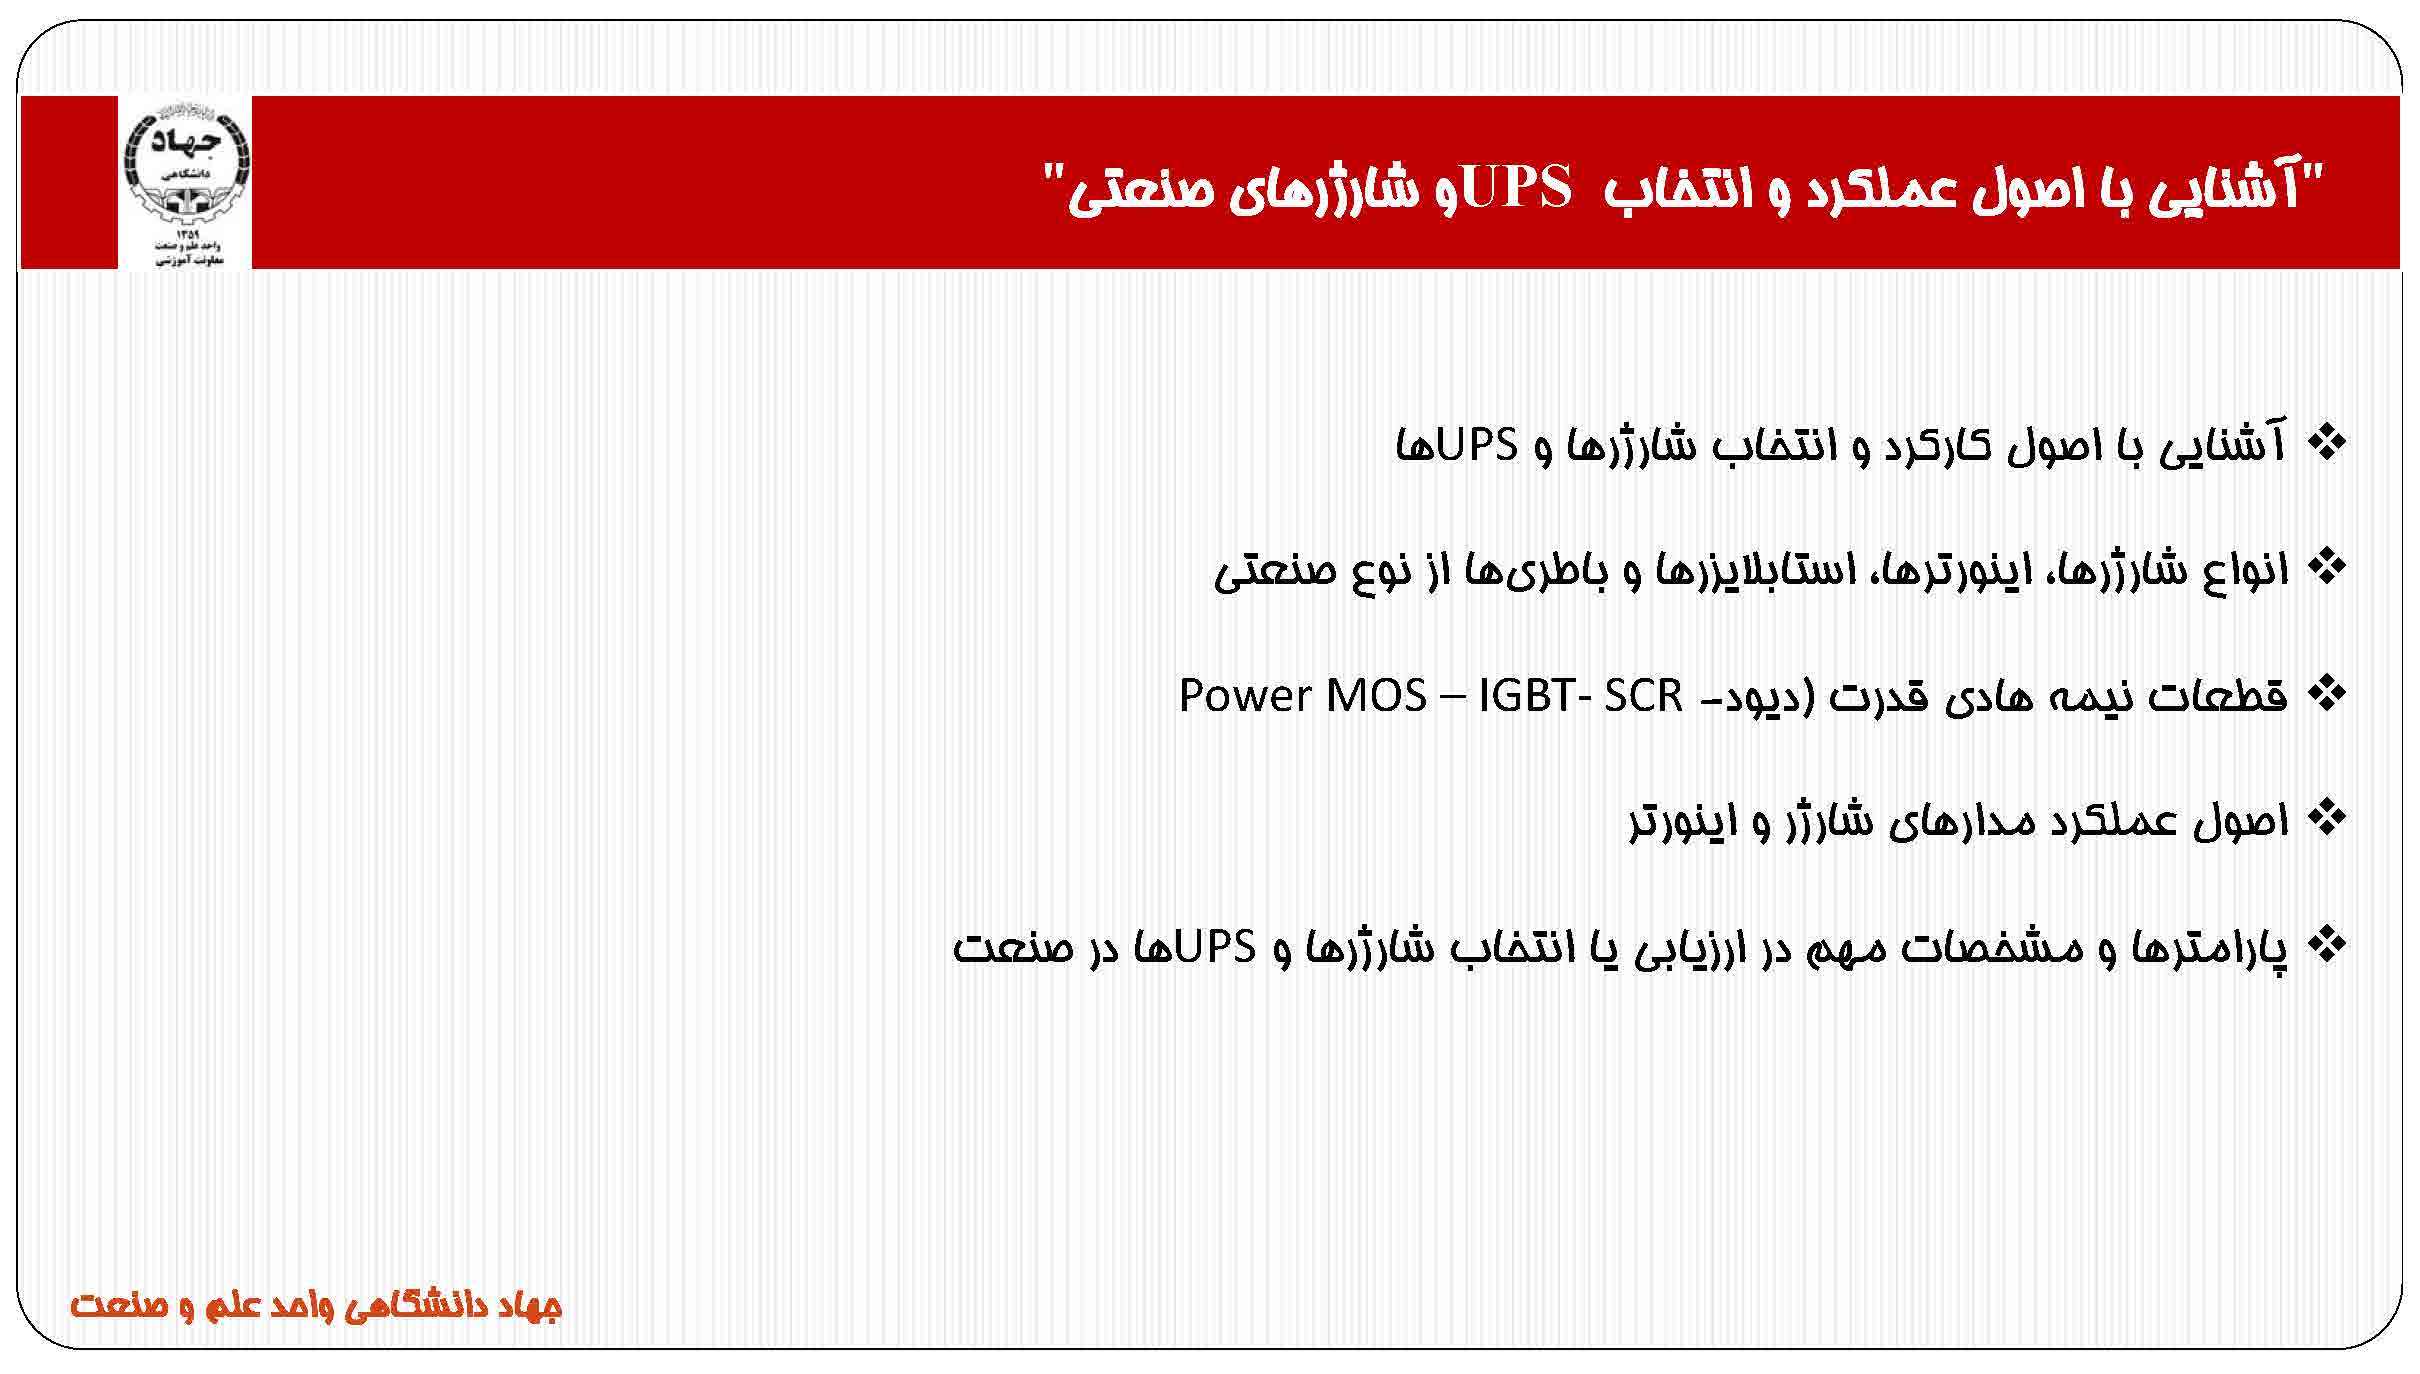 "آشنایی با اصول عملکرد و انتخاب UPSو شارژرهای صنعتی"
جهاد
دانشگاهی
۱۳۵۹
واحد علم و صنعت
معاونت آموزشی
❖ آشنایی با اصول کارکرد و انتخاب شارژرها و UPSها
❖ انواع شارژرها، اینورترها، استابلایزرها و باطری‌ها از نوع صنعتی
❖ قطعات نیمه هادی قدرت (دیود– Power MOS – IGBT- SCR
❖ اصول عملکرد مدارهای شارژر و اینورتر
❖ پارامترها و مشخصات مهم در ارزیابی یا انتخاب شارژرها و UPSها در صنعت
جهاد دانشگاهی واحد علم و صنعت